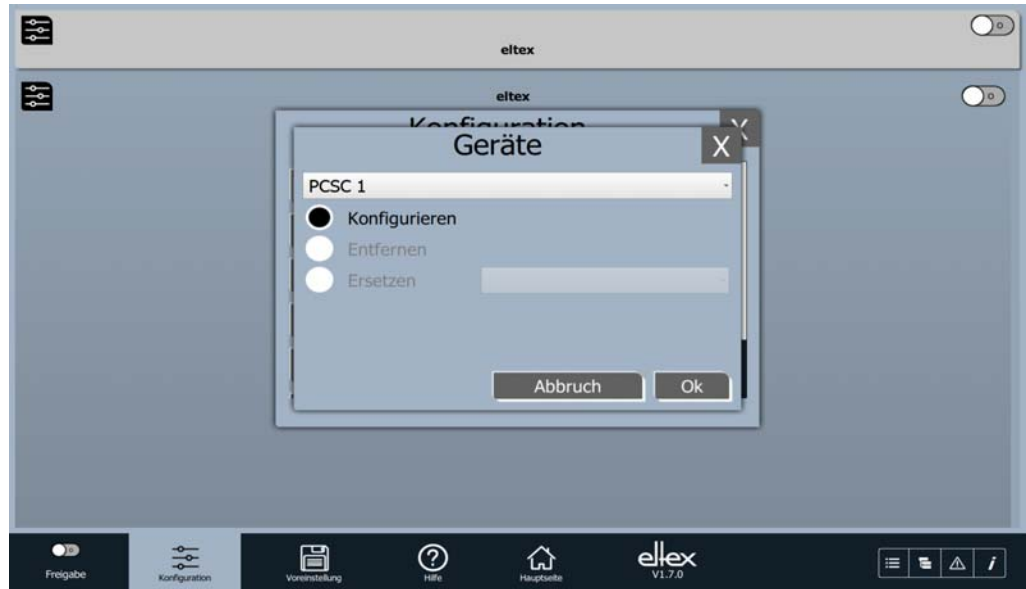 eltex
eltex
Konfiguration
X
Geräte
X
PCSC 1
Konfigurieren
Entfernen
Ersetzen
Abbruch
Ok
Freigabe
Konfiguration
Voreinstellung
Hilfe
Hauptseite
eltex
V1.7.0